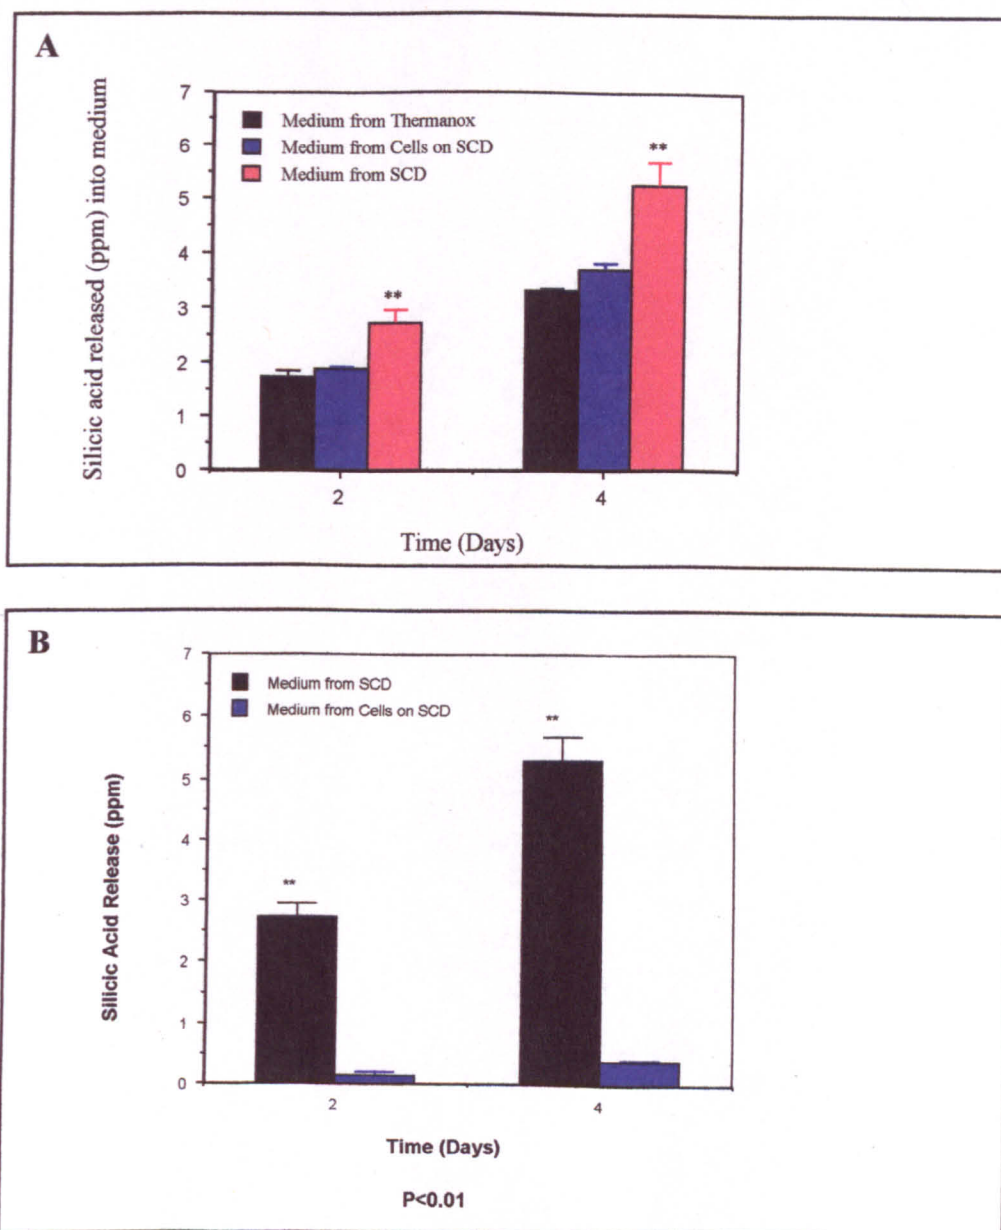 A
Silicic acid released (ppm) into medium
7
6
5
4
3
2
1
0
Medium from Thermanox
Medium from Cells on SCD
Medium from SCD
**
**
2
4
Time (Days)
B
Silicic Acid Release (ppm)
7
6
5
4
3
2
1
0
Medium from SCD
Medium from Cells on SCD
**
**
2
4
Time (Days)
P<0.01